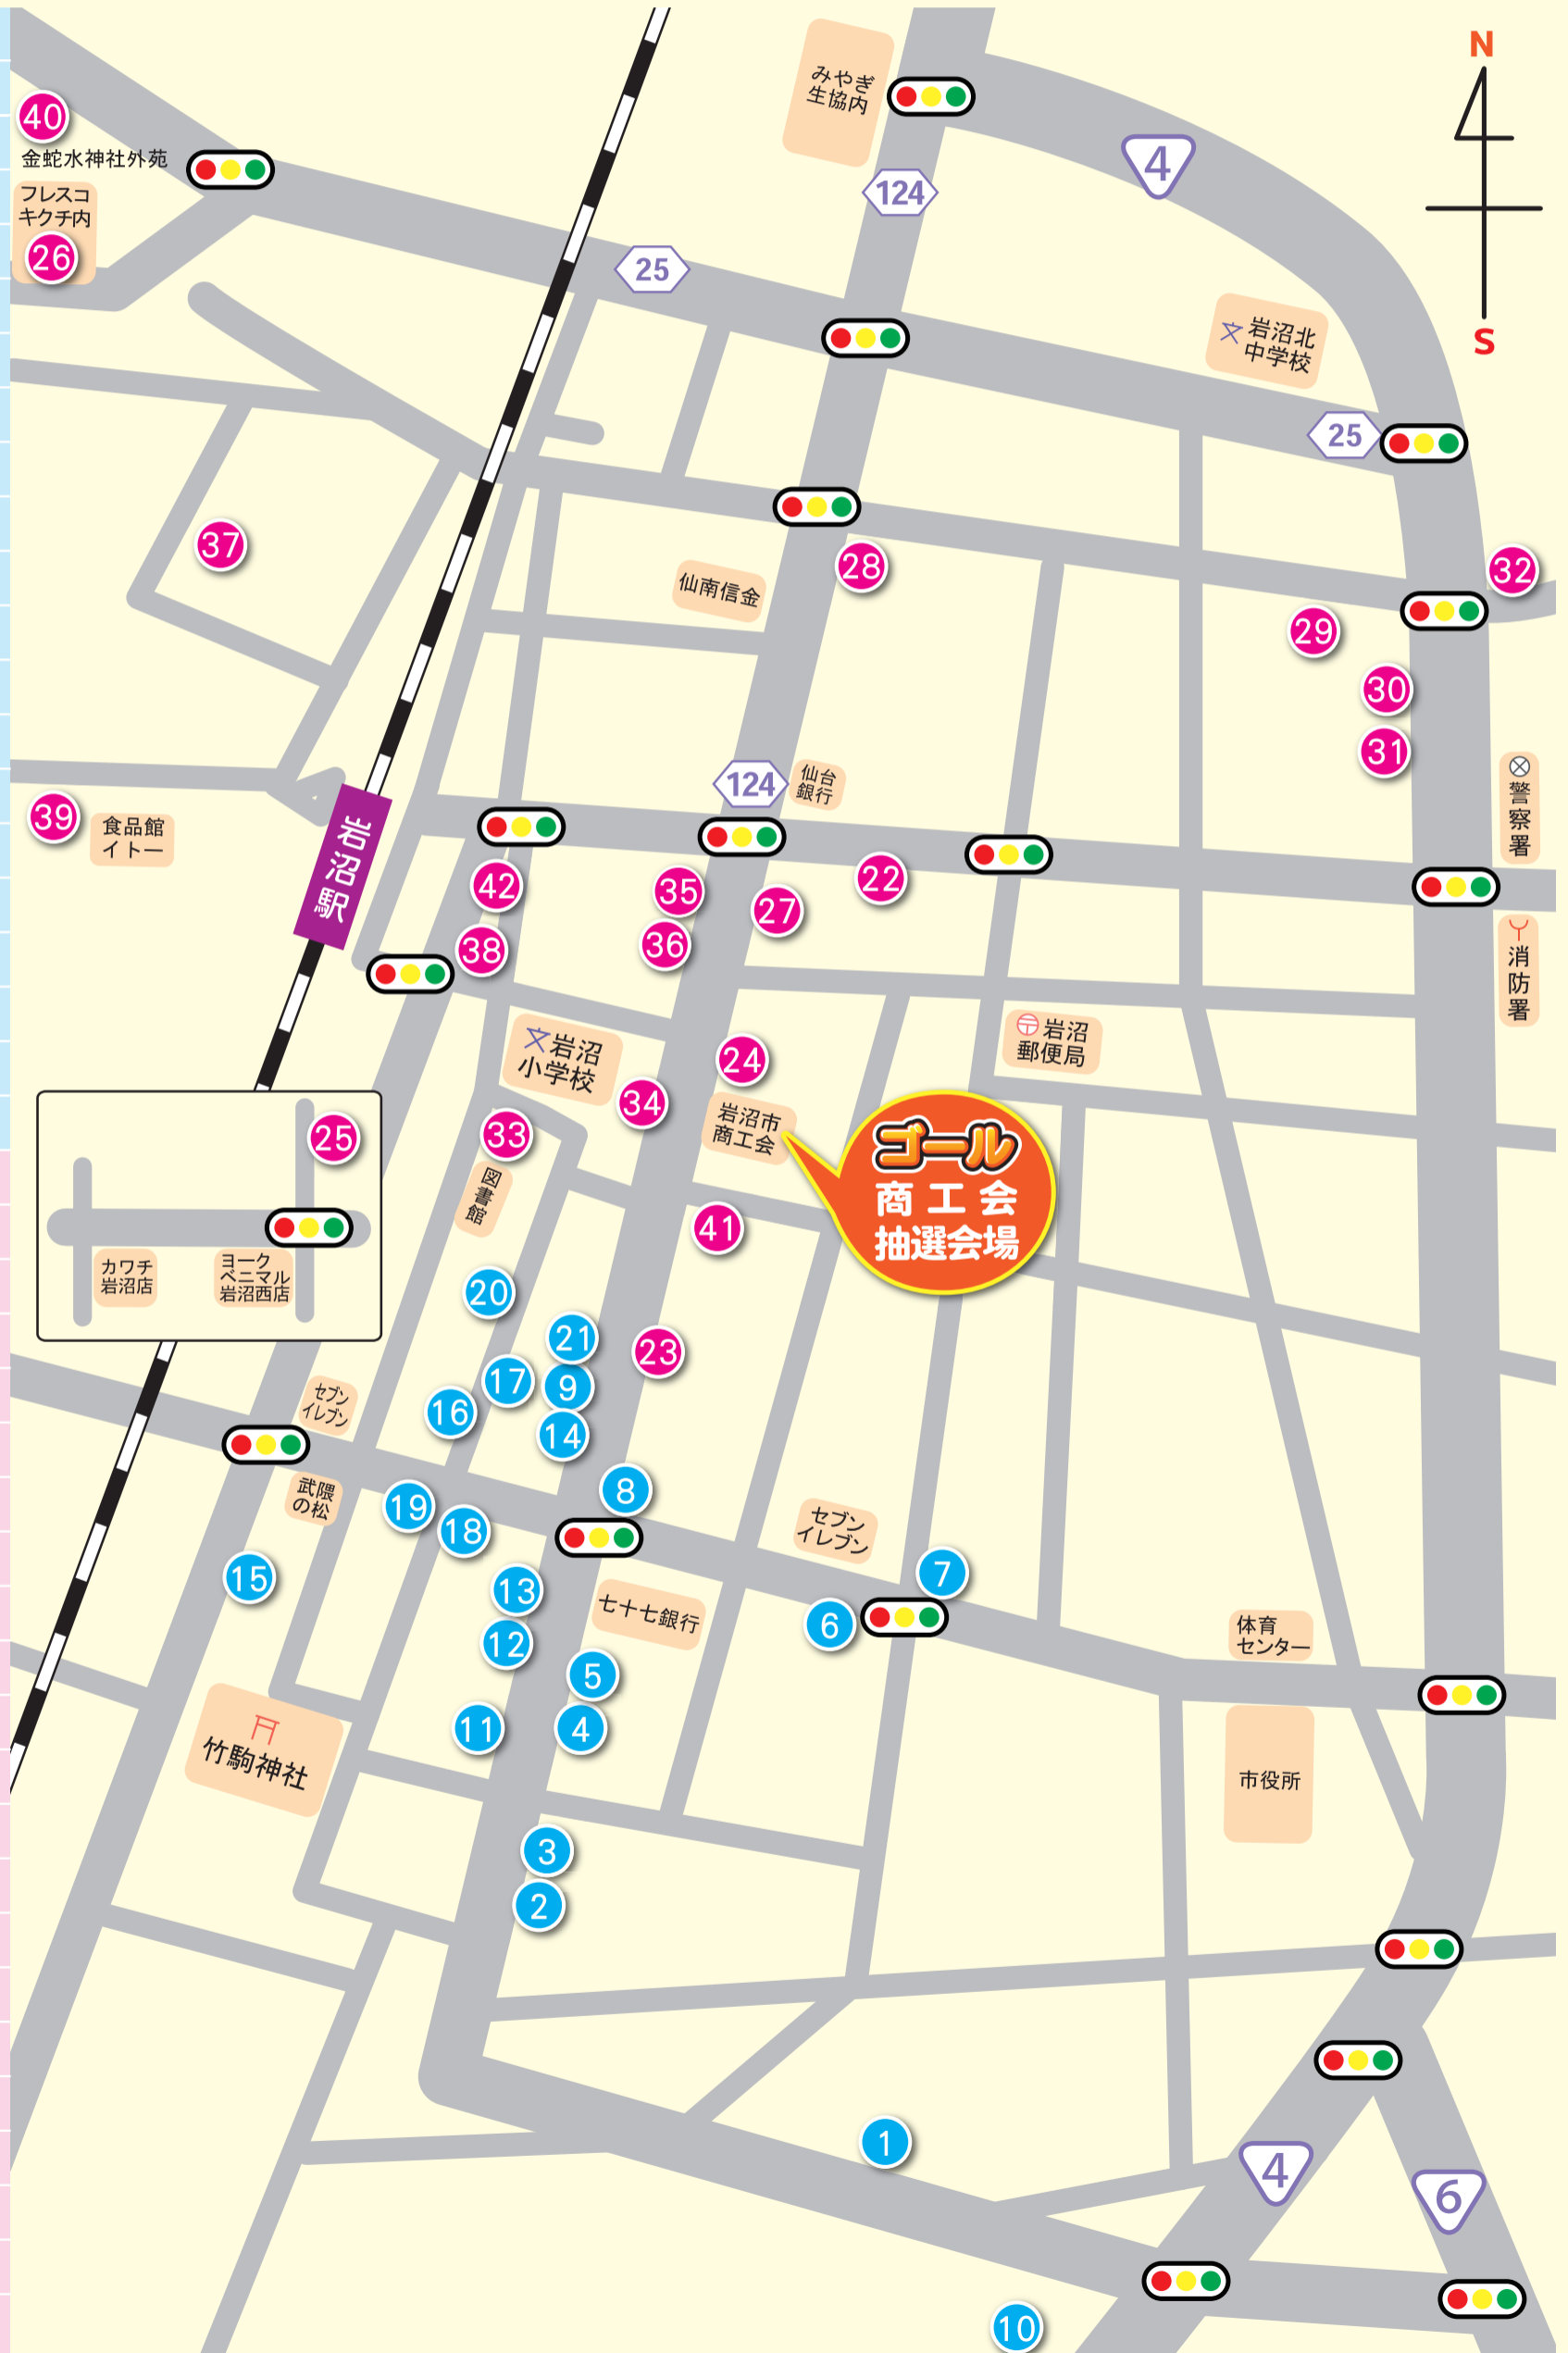 N
みやぎ
生協内
4
40
金蛇水神社外苑
124
フレスコ
キクチ内
26
25
岩沼北
中学校
S
25
37
28
32
仙南信金
29
30
31
124
仙台
銀行
警察署
39
食品館
イトー
岩沼駅
42
35
22
27
38
36
消防署
岩沼
小学校
岩沼
郵便局
24
34
岩沼市
商工会
ゴール
商工会
抽選会場
25
33
図書館
41
カワチ
岩沼店
ヨーク
ベニマル
岩沼西店
20
21
23
17
9
16
14
セブン
イレブン
8
武隈
の松
19
18
セブン
イレブン
15
13
7
七十七銀行
6
12
体育
センター
5
11
4
竹駒神社
市役所
3
2
1
4
6
10